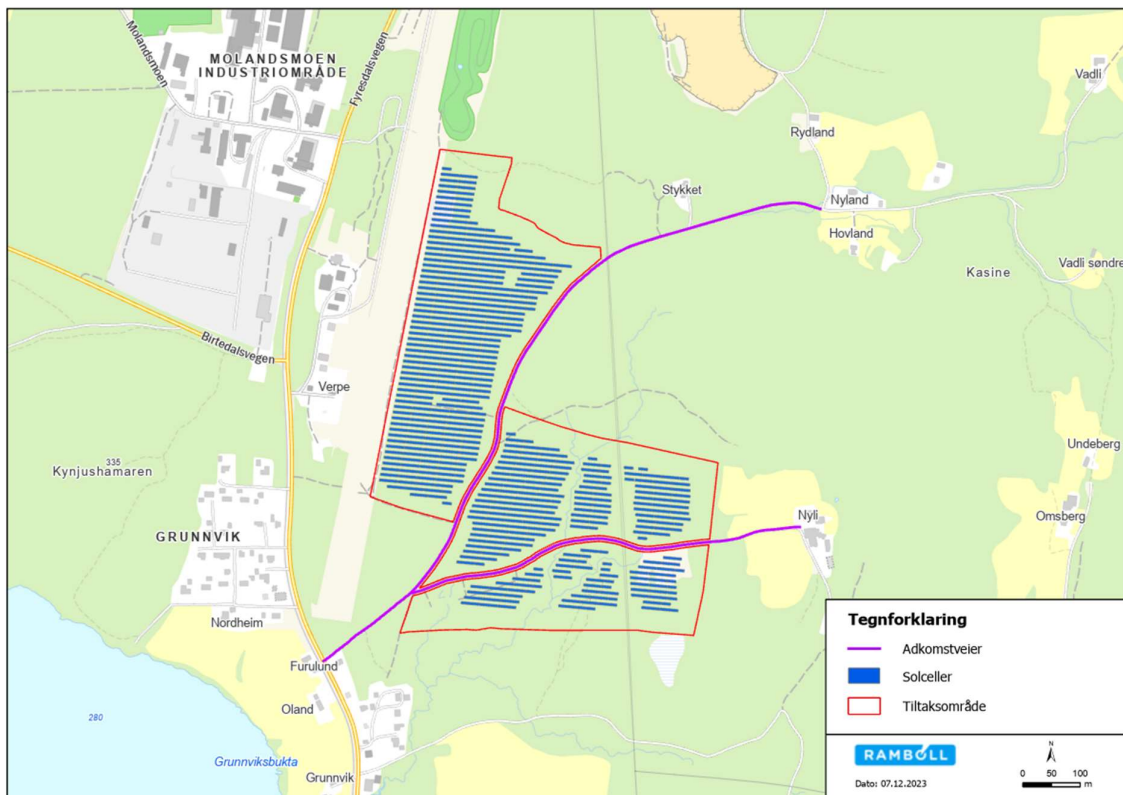 Molandsmoen
MOLANDSMOEN
INDUSTRIOMRÅDE
Fyresdalsvegen
Vadli
Rydland
Stykket
Nyland
Hovland
Vadli søndre
Kasine
Birtedalsvegen
Verpe
335
Kynjushamaren
Undeberg
Omsberg
Nyli
GRUNNVIK
Nordheim
Furulund
Oland
280
Grunnviksbukta
Grunnvik
Tegnforklaring
Adkomstveier
Solceller
Tiltaksområde
RAMBOLL
Dato: 07.12.2023
N
0 50 100
m